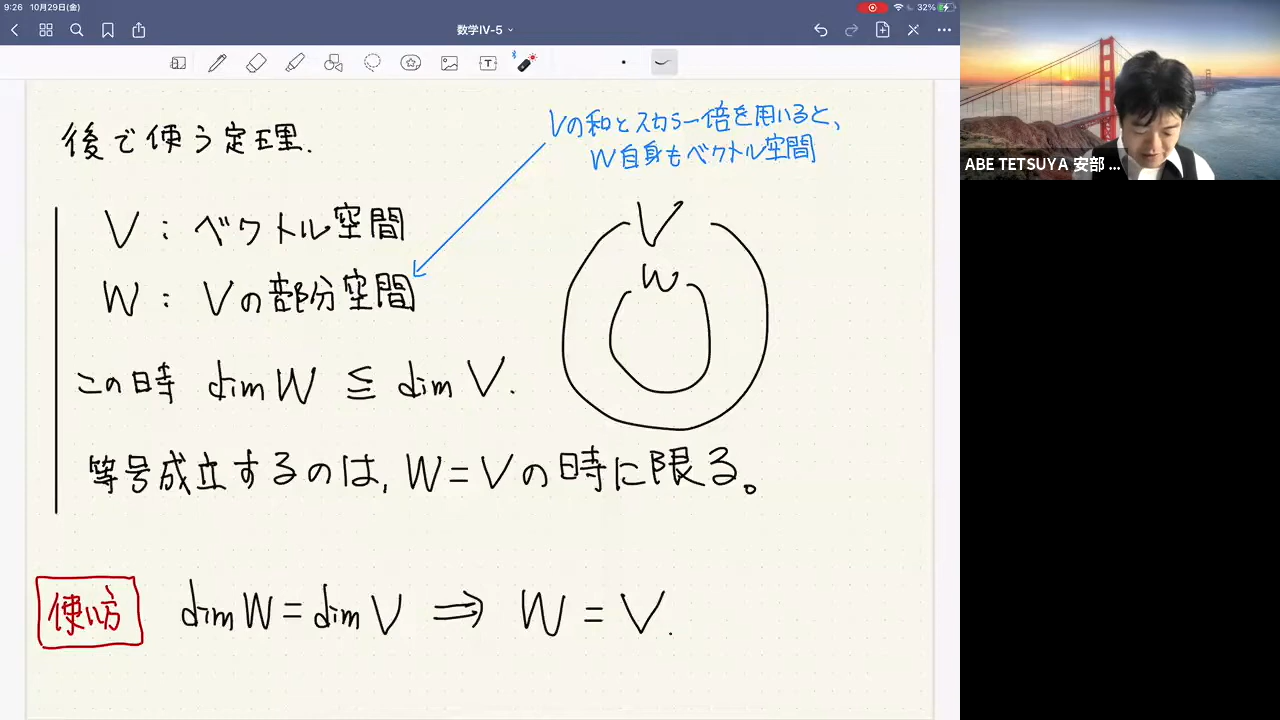 9:26 10月29日(金)
32%
数学IV-5
後で使う定理.
Vの和とスカラー倍を用いると、
W自身もベクトル空間
V : ベクトル空間
W : Vの部分空間
V
W
この時 dim W ≦ dim V.
等号成立するのは, W = V の時に限る。
使い方 dim W = dim V ⇒ W = V.
ABE TETSUYA 安部 ...